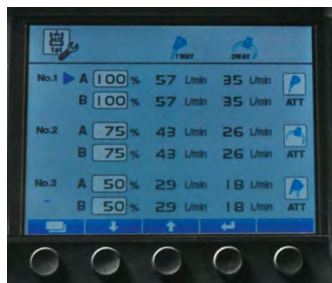 1st 1WAY 2WAY
No.1 A 100 % 57 L/min 35 L/min
B 100 % 57 L/min 35 L/min ATT
No.2 A 75 % 43 L/min 26 L/min
B 75 % 43 L/min 26 L/min ATT
No.3 A 50 % 29 L/min 18 L/min
B 50 % 29 L/min 18 L/min ATT